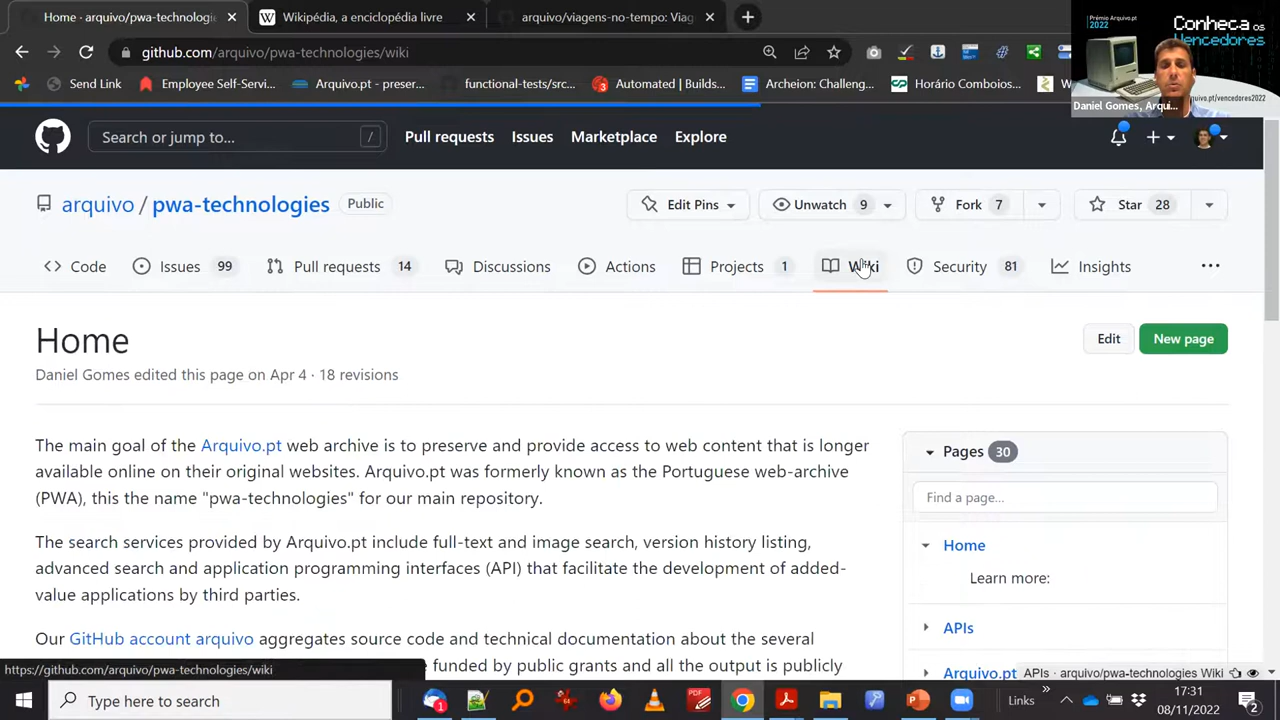 Home · arquivo/pwa-technologie
Wikipédia, a enciclopédia livre
arquivo/viagens-no-tempo: Viag
github.com/arquivo/pwa-technologies/wiki
Send Link
Employee Self-Servi...
Arquivo.pt - preser...
functional-tests/src...
Automated | Builds...
Archeion: Challeng...
Horário Comboios...
W
Prémio Arquivo.pt
2022
Conheca os
Vencedores
quivo.pt/vencedores2022
Daniel Gomes, Arqui...
Search or jump to...
/
Pull requests
Issues
Marketplace
Explore
arquivo / pwa-technologies
Public
Edit Pins
Unwatch 9
Fork 7
Star 28
Code
Issues 99
Pull requests 14
Discussions
Actions
Projects 1
Wiki
Security 81
Insights
Home
Edit
New page
Daniel Gomes edited this page on Apr 4 · 18 revisions
The main goal of the Arquivo.pt web archive is to preserve and provide access to web content that is longer
available online on their original websites. Arquivo.pt was formerly known as the Portuguese web-archive
(PWA), this the name "pwa-technologies" for our main repository.
The search services provided by Arquivo.pt include full-text and image search, version history listing,
advanced search and application programming interfaces (API) that facilitate the development of added-
value applications by third parties.
Our GitHub account arquivo aggregates source code and technical documentation about the several
funded by public grants and all the output is publicly
Pages 30
Find a page...
Home
Learn more:
APIs
Arquivo.pt
APIs · arquivo/pwa-technologies Wiki
https://github.com/arquivo/pwa-technologies/wiki
Type here to search
1
Links
17:31
08/11/2022
2